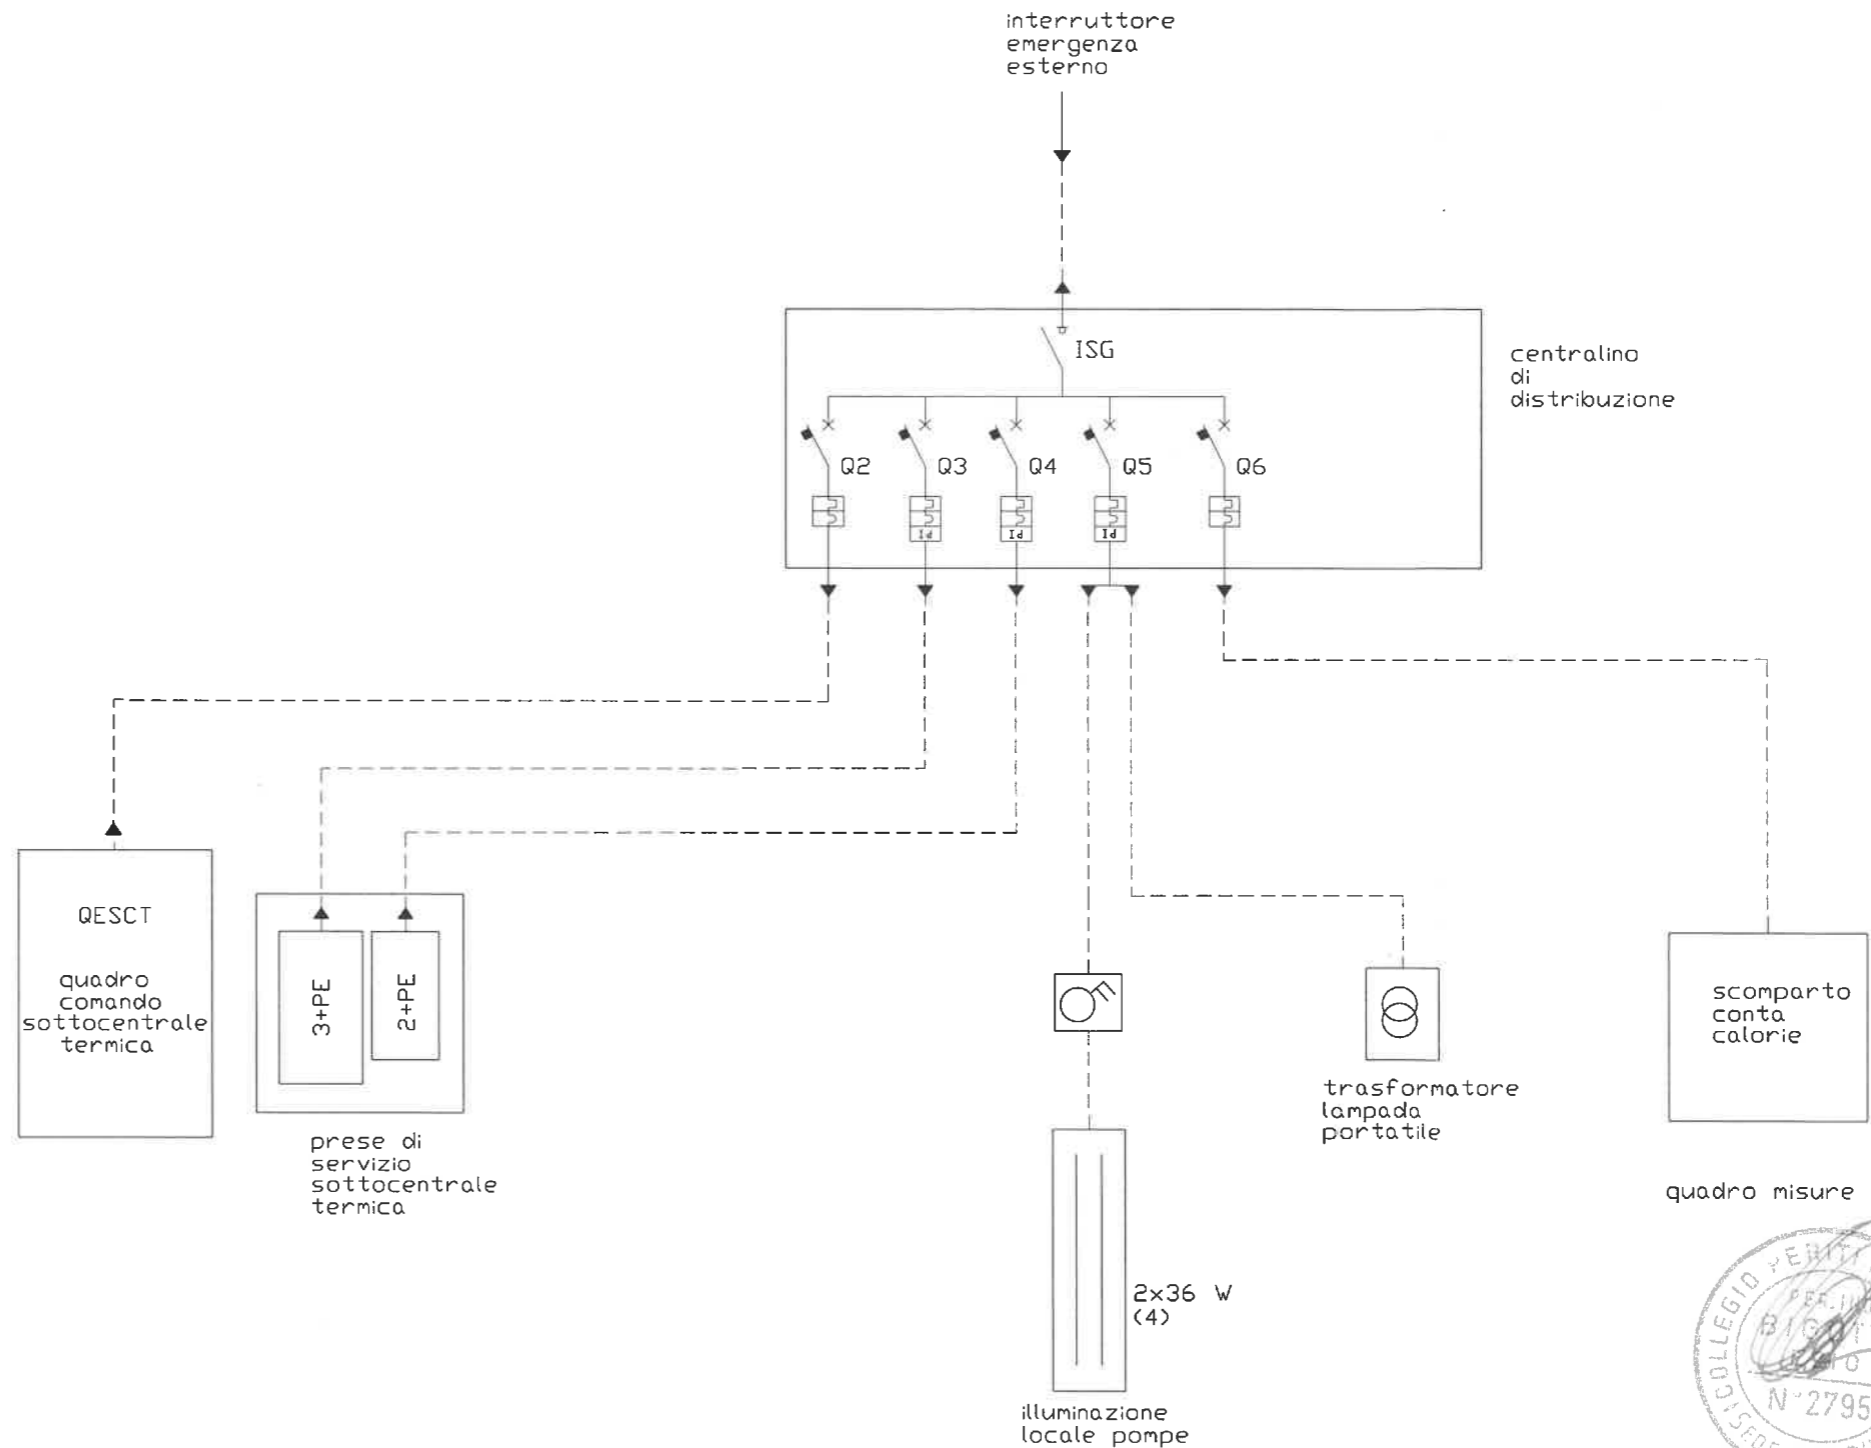 interruttore
emergenza
esterno
ISG
centralino
di
distribuzione
Q2
Q3
Q4
Q5
Q6
Id
Id
Id
QESCT
quadro
comando
sottocentrale
termica
3+PE
2+PE
prese di
servizio
sottocentrale
termica
2x36 W
(4)
illuminazione
locale pompe
trasformatore
lampada
portatile
scomparto
conta
calorie
quadro misure
COLLEGIO PERITI
N° 2795